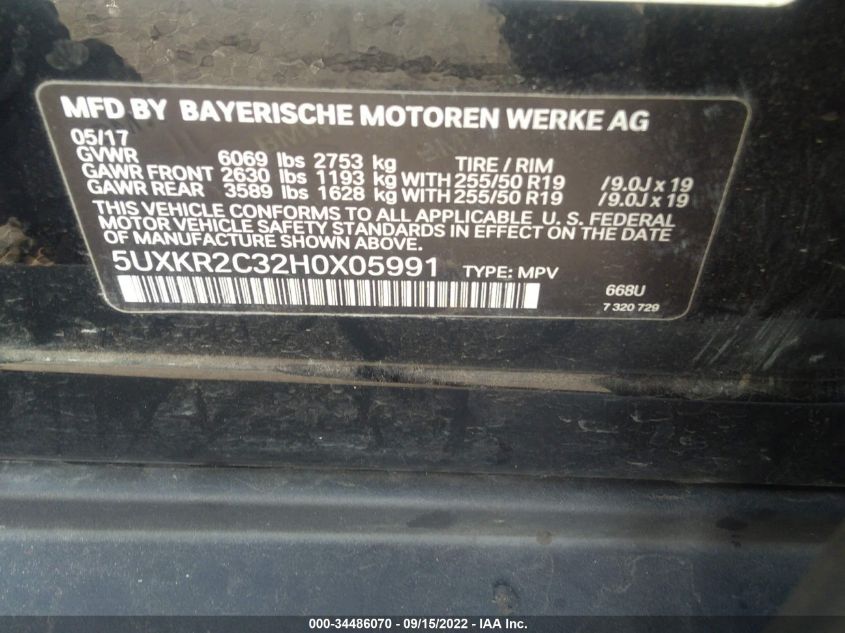 MFD BY BAYERISCHE MOTOREN WERKE AG
05/17
GVWR 6069 lbs 2753 kg TIRE / RIM
GAWR FRONT 2630 lbs 1193 kg WITH 255/50 R19 /9.0J x 19
GAWR REAR 3589 lbs 1628 kg WITH 255/50 R19 /9.0J x 19
THIS VEHICLE CONFORMS TO ALL APPLICABLE U. S. FEDERAL
MOTOR VEHICLE SAFETY STANDARDS IN EFFECT ON THE DATE
OF MANUFACTURE SHOWN ABOVE.
5UXKR2C32H0X05991 TYPE: MPV
668U
7 320 729
000-34486070 - 09/15/2022 - IAA Inc.